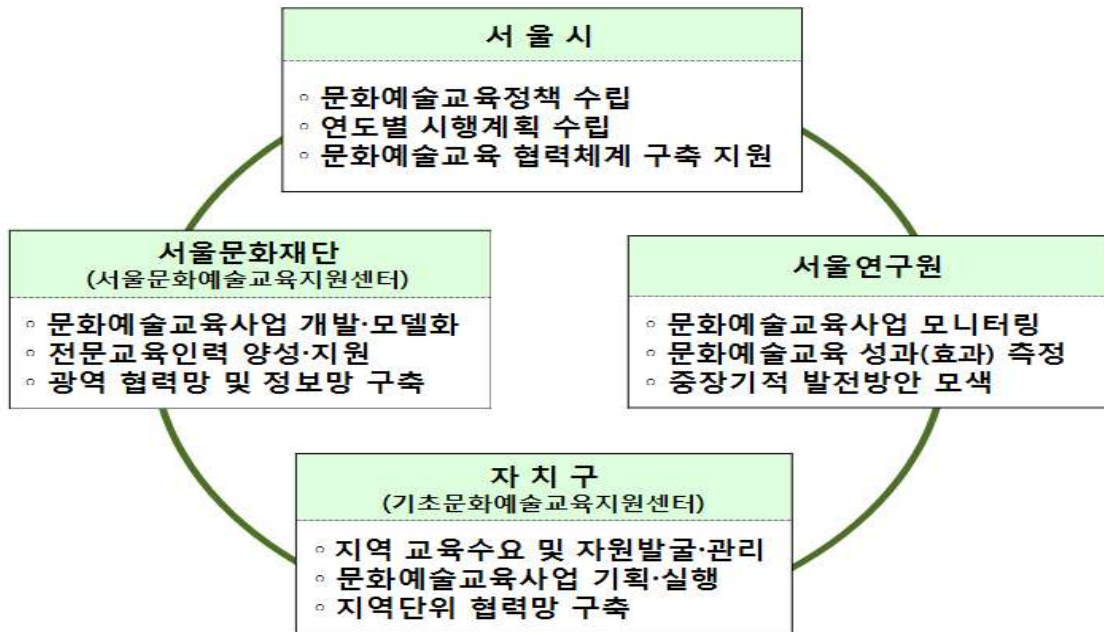 서 울 시
◦ 문화예술교육정책 수립
◦ 연도별 시행계획 수립
◦ 문화예술교육 협력체계 구축 지원
서울문화재단
(서울문화예술교육지원센터)
◦ 문화예술교육사업 개발·모델화
◦ 전문교육인력 양성·지원
◦ 광역 협력망 및 정보망 구축
서울연구원
◦ 문화예술교육사업 모니터링
◦ 문화예술교육 성과(효과) 측정
◦ 중장기적 발전방안 모색
자 치 구
(기초문화예술교육지원센터)
◦ 지역 교육수요 및 자원발굴·관리
◦ 문화예술교육사업 기획·실행
◦ 지역단위 협력망 구축